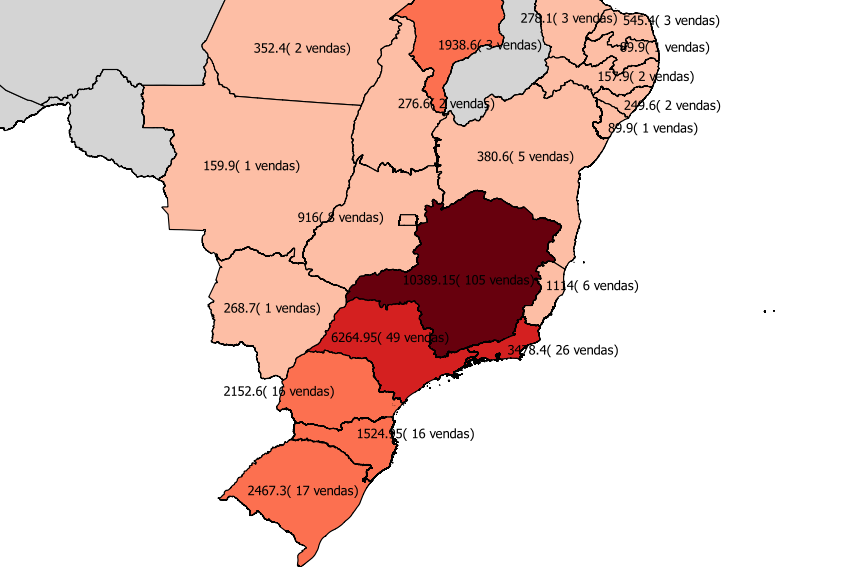 278.1( 3 vendas)
545.4( 3 vendas)
352.4( 2 vendas)
1938.6( 3 vendas)
89.9( 1 vendas)
157.9( 2 vendas)
276.6( 2 vendas)
249.6( 2 vendas)
89.9( 1 vendas)
380.6( 5 vendas)
159.9( 1 vendas)
916( 8 vendas)
10389.15( 105 vendas)
1114( 6 vendas)
268.7( 1 vendas)
6264.95( 49 vendas)
3478.4( 26 vendas)
2152.6( 16 vendas)
1524.95( 16 vendas)
2467.3( 17 vendas)